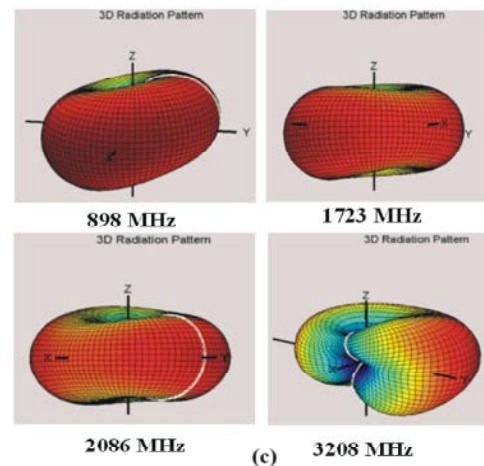 3D Radiation Pattern
3D Radiation Pattern
Z
Y
X
Z
X
X
Y
898 MHz
1723 MHz
3D Radiation Pattern
3D Radiation Pattern
Z
X
Y
Z
X
Y
2086 MHz
(c)
3208 MHz